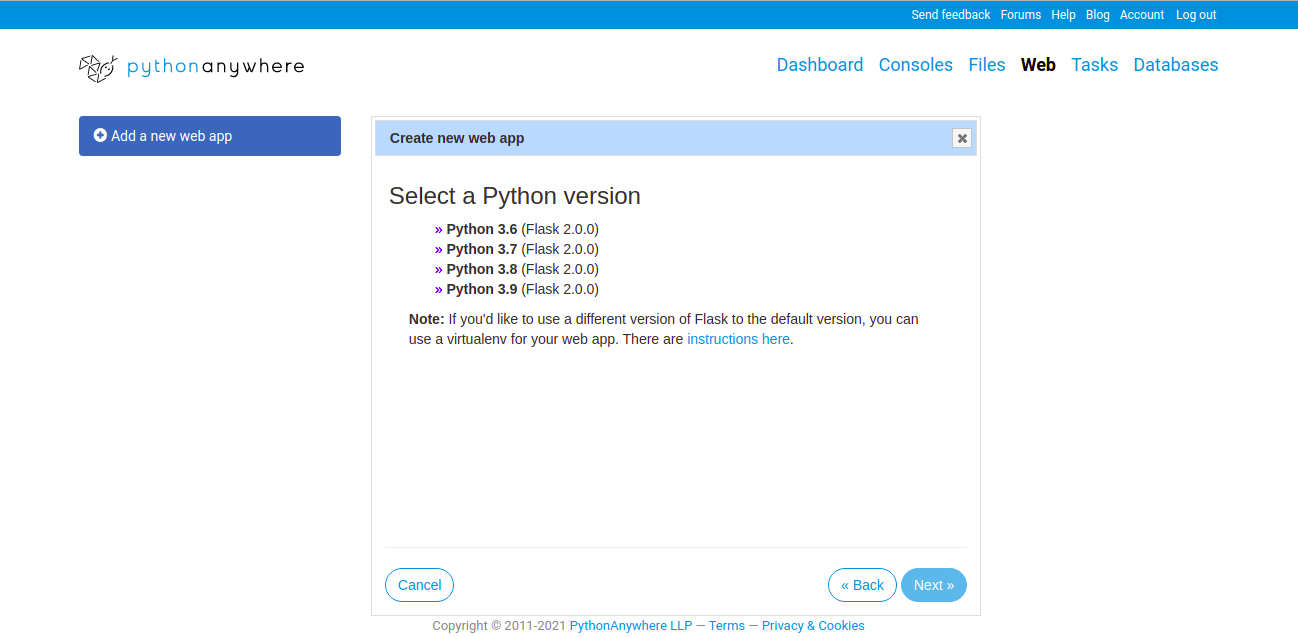 Send feedback Forums Help Blog Account Log out
pythonanywhere
Dashboard Consoles Files Web Tasks Databases
Add a new web app
Create new web app
Select a Python version
» Python 3.6 (Flask 2.0.0)
» Python 3.7 (Flask 2.0.0)
» Python 3.8 (Flask 2.0.0)
» Python 3.9 (Flask 2.0.0)
Note: If you'd like to use a different version of Flask to the default version, you can
use a virtualenv for your web app. There are instructions here.
Cancel
« Back
Next »
Copyright © 2011-2021 PythonAnywhere LLP — Terms — Privacy & Cookies